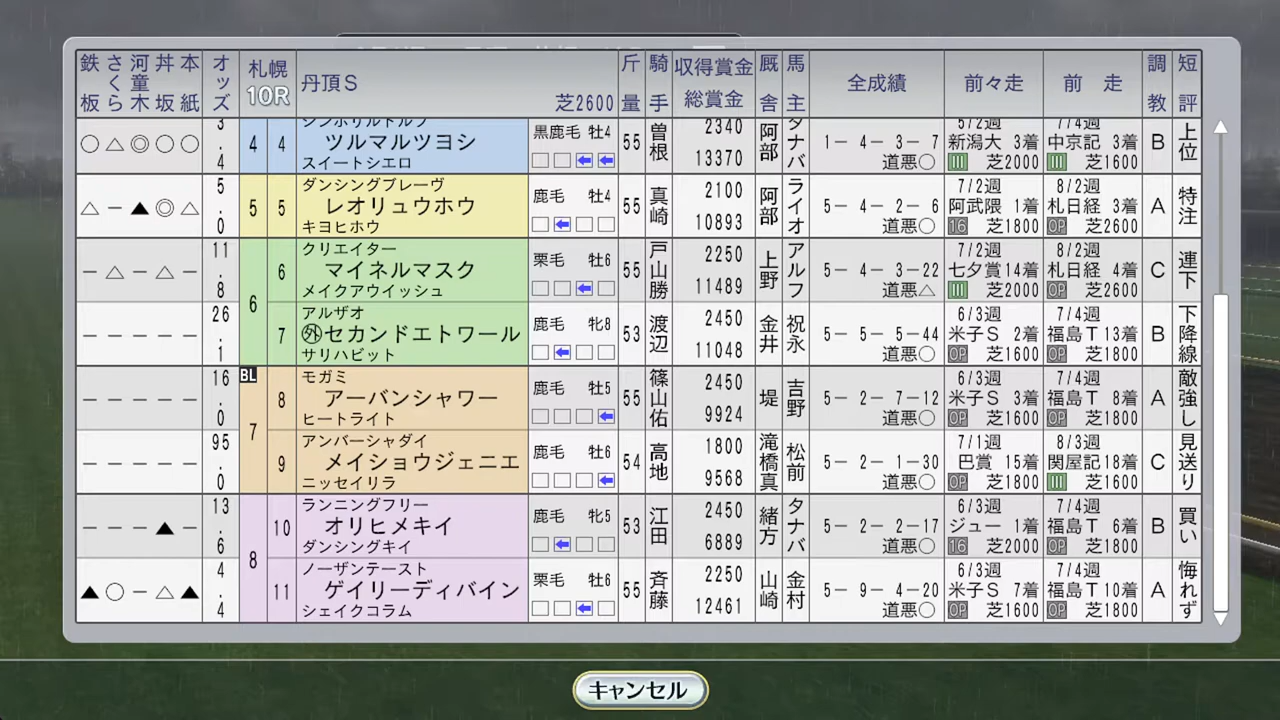 鉄板 さくら 河童木 丼坂 本紙 オッズ 札幌 10R 丹頂S 芝2600 斤量 騎手 収得賞金 総賞金 厩舎 馬主 全成績 前々走 前走 調教 短評
○△◎○○ 3.4 4 4 ツルマルツヨシ スイートシエロ 黒鹿毛 牡4 55 曽根 2340 13370 阿部 タナバ 1-4-3-7 道悪○ 5/2週 新潟大 3着 III 芝2000 7/4週 中京記 3着 III 芝1600 B 上位
△-▲◎△ 5.0 5 5 ダンシングブレーヴ レオリュウホウ キヨヒホウ 鹿毛 牡4 55 真崎 2100 10893 阿部 ライオ 5-4-2-6 道悪○ 7/2週 阿武隈 1着 16 芝1800 8/2週 札日経 3着 OP 芝2600 A 特注
-△-△- 11.8 6 6 クリエイター マイネルマスク メイクアウイッシュ 栗毛 牡6 55 戸山勝 2250 11489 上野 アルフ 5-4-3-22 道悪△ 7/2週 七夕賞14着 III 芝2000 8/2週 札日経 4着 OP 芝2600 C 連下
----- 26.1 7 アルザオ 外セカンドエトワール サリハビット 鹿毛 牝8 53 渡辺 2450 11048 金井 祝永 5-5-5-44 道悪○ 6/3週 米子S 2着 OP 芝1600 7/4週 福島T13着 OP 芝1800 B 下降線
----- 16.0 BL 7 8 モガミ アーバンシャワー ヒートライト 鹿毛 牡5 55 篠山佑 2450 9924 堤 吉野 5-2-7-12 道悪○ 6/3週 米子S 3着 OP 芝1600 7/4週 福島T 8着 OP 芝1800 A 敵強し
----- 95.0 9 アンバーシャダイ メイショウジェニエ ニッセイリラ 鹿毛 牡6 54 高地 1800 9568 滝橋真 松前 5-2-1-30 道悪○ 7/1週 巴賞 15着 OP 芝1800 8/3週 関屋記18着 III 芝1600 C 見送り
---▲- 13.6 8 10 ランニングフリー オリヒメキイ ダンシングキイ 鹿毛 牝5 53 江田 2450 6889 緒方 タナバ 5-2-2-17 道悪○ 6/3週 ジュー 1着 16 芝2000 7/4週 福島T 6着 OP 芝1800 B 買い
▲○-△▲ 4.4 11 ノーザンテースト ゲイリーディバイン シェイクコラム 栗毛 牡6 55 斉藤 2250 12461 山崎 金村 5-9-4-20 道悪○ 6/3週 米子S 7着 OP 芝1600 7/4週 福島T10着 OP 芝1800 A 悔れず
キャンセル